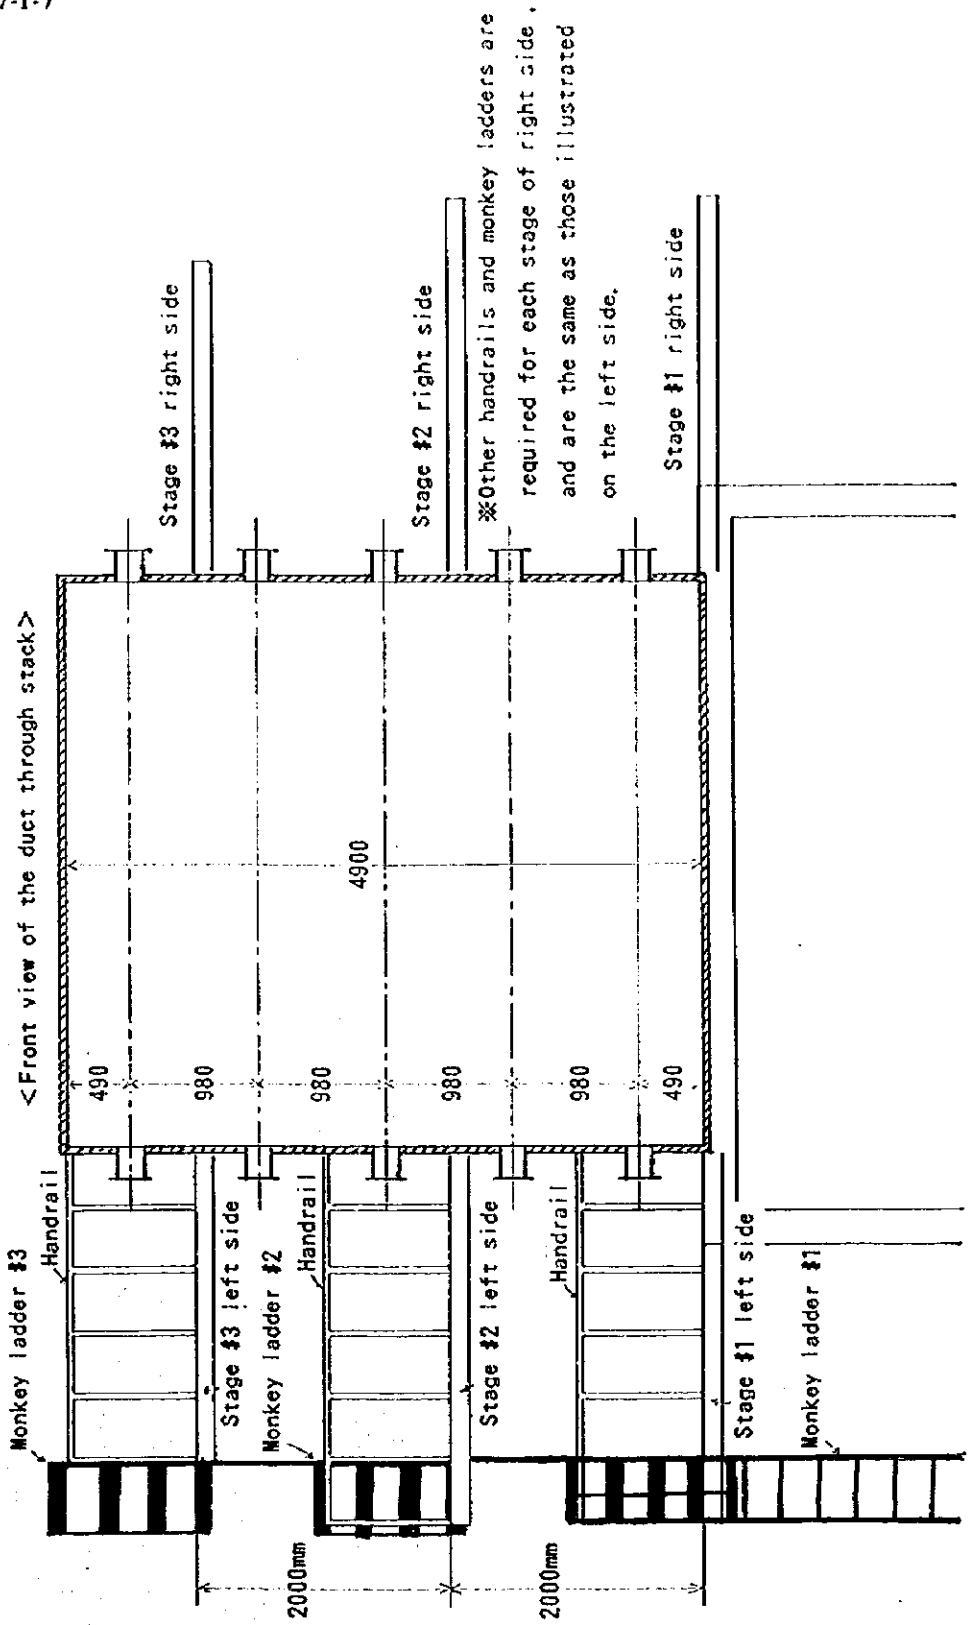 <Front view of the duct through stack>
Monkey ladder #3
Handrail
Stage #3 left side
Monkey ladder #2
Handrail
Stage #2 left side
Handrail
Stage #1 left side
Monkey ladder #1
2000mm
2000mm
490
980
980
980
980
490
4900
Stage #3 right side
Stage #2 right side
※Other handrails and monkey ladders are
required for each stage of right side.
and are the same as those illustrated
on the left side.
Stage #1 right side